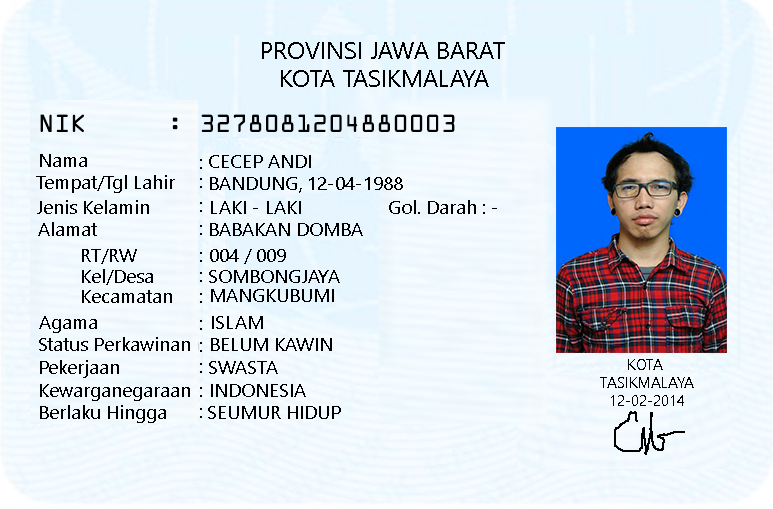 PROVINSI JAWA BARAT
KOTA TASIKMALAYA
NIK : 3278081204880003
Nama : CECEP ANDI
Tempat/Tgl Lahir : BANDUNG, 12-04-1988
Jenis Kelamin : LAKI - LAKI Gol. Darah : -
Alamat : BABAKAN DOMBA
RT/RW : 004 / 009
Kel/Desa : SOMBONGJAYA
Kecamatan : MANGKUBUMI
Agama : ISLAM
Status Perkawinan : BELUM KAWIN
Pekerjaan : SWASTA
Kewarganegaraan : INDONESIA
Berlaku Hingga : SEUMUR HIDUP
KOTA
TASIKMALAYA
12-02-2014